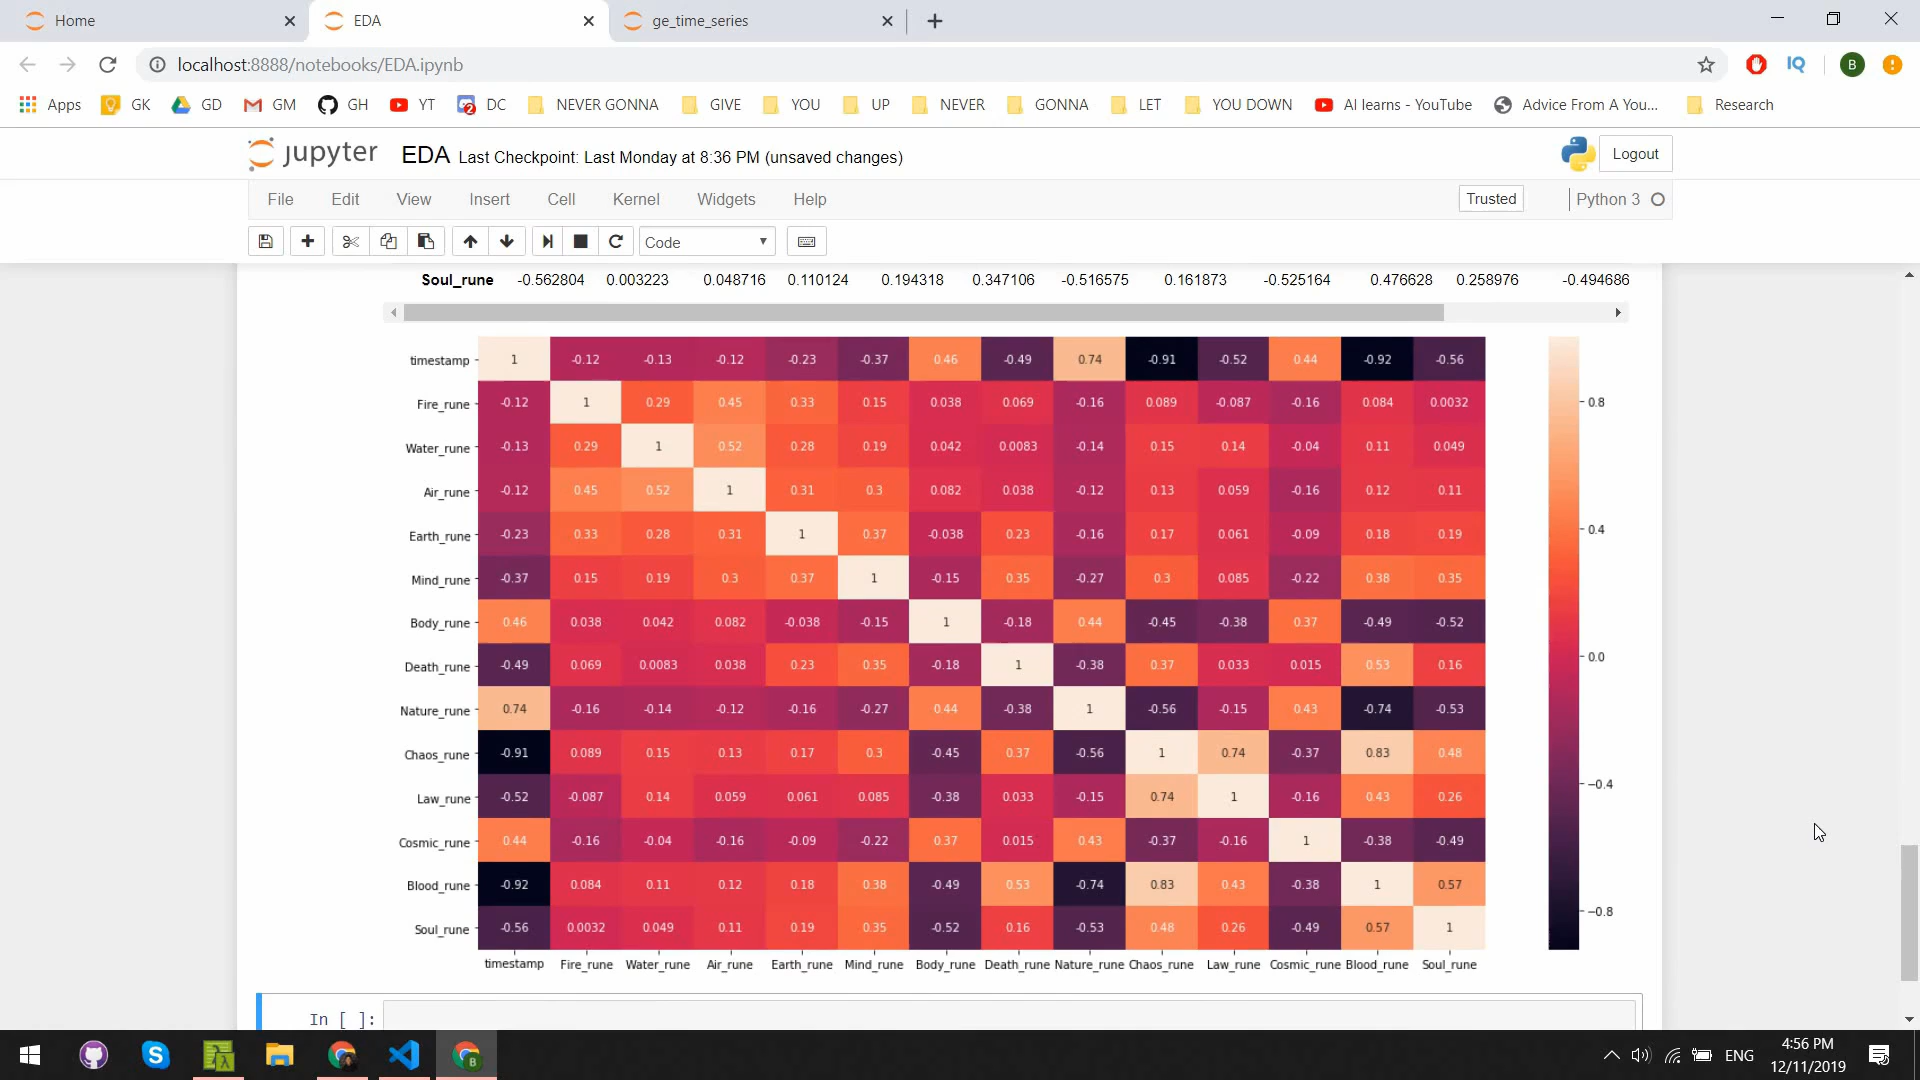 Home EDA ge_time_series
localhost:8888/notebooks/EDA.ipynb IQ B
Apps GK GD GM GH YT DC NEVER GONNA GIVE YOU UP NEVER GONNA LET YOU DOWN AI learns - YouTube Advice From A You... Research
jupyter EDA Last Checkpoint: Last Monday at 8:36 PM (unsaved changes) Logout
File Edit View Insert Cell Kernel Widgets Help Trusted Python 3
Code
Soul_rune -0.562804 0.003223 0.048716 0.110124 0.194318 0.347106 -0.516575 0.161873 -0.525164 0.476628 0.258976 -0.494686
timestamp 1 -0.12 -0.13 -0.12 -0.23 -0.37 0.46 -0.49 0.74 -0.91 -0.52 0.44 -0.92 -0.56
Fire_rune -0.12 1 0.29 0.45 0.33 0.15 0.038 0.069 -0.16 0.089 -0.087 -0.16 0.084 0.0032 0.8
Water_rune -0.13 0.29 1 0.52 0.28 0.19 0.042 0.0083 -0.14 0.15 0.14 -0.04 0.11 0.049
Air_rune -0.12 0.45 0.52 1 0.31 0.3 0.082 0.038 -0.12 0.13 0.059 -0.16 0.12 0.11
Earth_rune -0.23 0.33 0.28 0.31 1 0.37 -0.038 0.23 -0.16 0.17 0.061 -0.09 0.18 0.19 0.4
Mind_rune -0.37 0.15 0.19 0.3 0.37 1 -0.15 0.35 -0.27 0.3 0.085 -0.22 0.38 0.35
Body_rune 0.46 0.038 0.042 0.082 -0.038 -0.15 1 -0.18 0.44 -0.45 -0.38 0.37 -0.49 -0.52
Death_rune -0.49 0.069 0.0083 0.038 0.23 0.35 -0.18 1 -0.38 0.37 0.033 0.015 0.53 0.16 0.0
Nature_rune 0.74 -0.16 -0.14 -0.12 -0.16 -0.27 0.44 -0.38 1 -0.56 -0.15 0.43 -0.74 -0.53
Chaos_rune -0.91 0.089 0.15 0.13 0.17 0.3 -0.45 0.37 -0.56 1 0.74 -0.37 0.83 0.48
Law_rune -0.52 -0.087 0.14 0.059 0.061 0.085 -0.38 0.033 -0.15 0.74 1 -0.16 0.43 0.26 -0.4
Cosmic_rune 0.44 -0.16 -0.04 -0.16 -0.09 -0.22 0.37 0.015 0.43 -0.37 -0.16 1 -0.38 -0.49
Blood_rune -0.92 0.084 0.11 0.12 0.18 0.38 -0.49 0.53 -0.74 0.83 0.43 -0.38 1 0.57
Soul_rune -0.56 0.0032 0.049 0.11 0.19 0.35 -0.52 0.16 -0.53 0.48 0.26 -0.49 0.57 1 -0.8
timestamp Fire_rune Water_rune Air_rune Earth_rune Mind_rune Body_rune Death_rune Nature_rune Chaos_rune Law_rune Cosmic_rune Blood_rune Soul_rune
In [ ]:
ENG 4:56 PM
12/11/2019